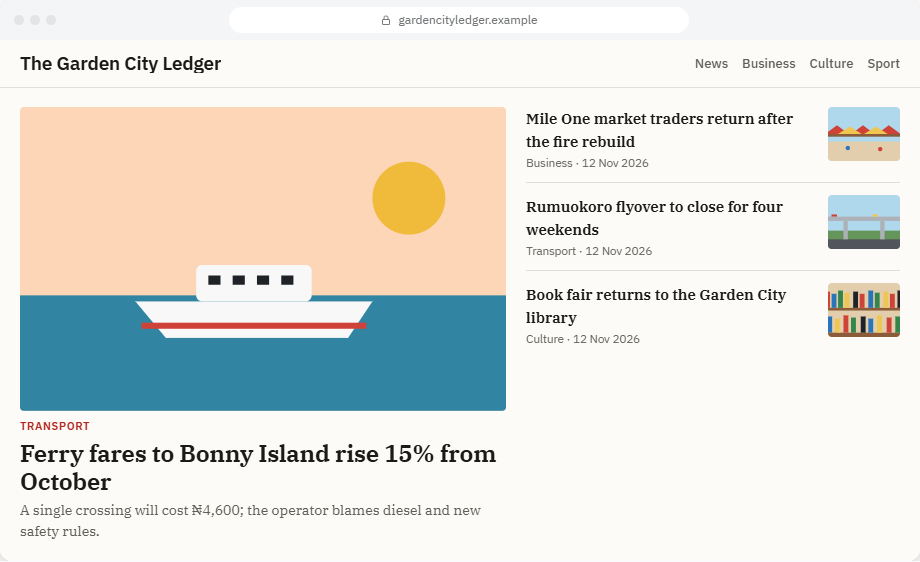 gardencityledger.example
The Garden City Ledger
News Business Culture Sport
TRANSPORT
Ferry fares to Bonny Island rise 15% from
October
A single crossing will cost ₦4,600; the operator blames diesel and new
safety rules.
Mile One market traders return after
the fire rebuild
Business · 12 Nov 2026
Rumuokoro flyover to close for four
weekends
Transport · 12 Nov 2026
Book fair returns to the Garden City
library
Culture · 12 Nov 2026